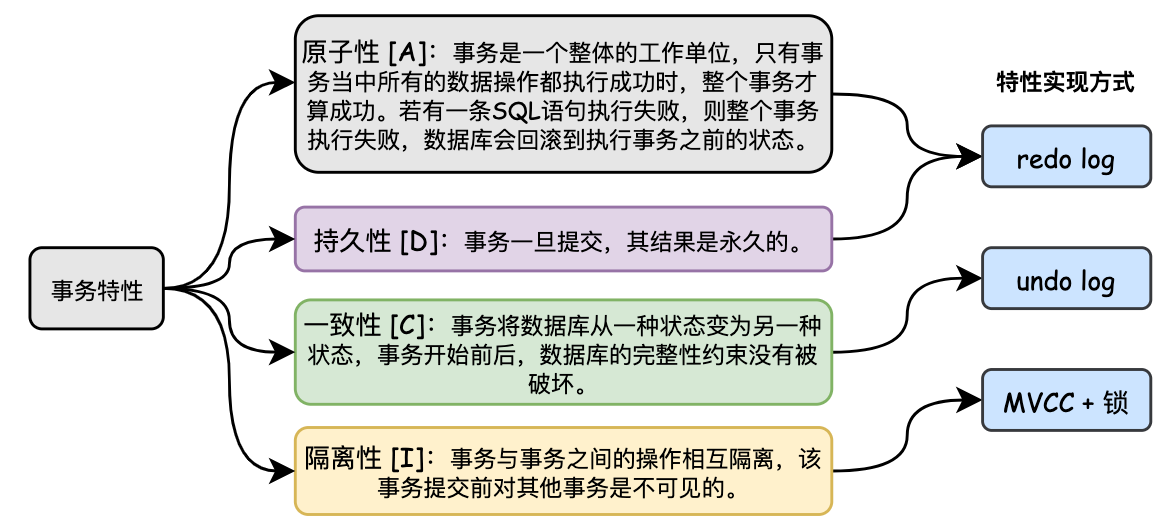 原子性 [A]：事务是一个整体的工作单位，只有事
务当中所有的数据操作都执行成功时，整个事务才
算成功。若有一条SQL语句执行失败，则整个事务
执行失败，数据库会回滚到执行事务之前的状态。
特性实现方式
redo log
持久性 [D]：事务一旦提交，其结果是永久的。
事务特性
undo log
一致性 [C]：事务将数据库从一种状态变为另一种
状态，事务开始前后，数据库的完整性约束没有被
破坏。
MVCC + 锁
隔离性 [I]：事务与事务之间的操作相互隔离，该
事务提交前对其他事务是不可见的。